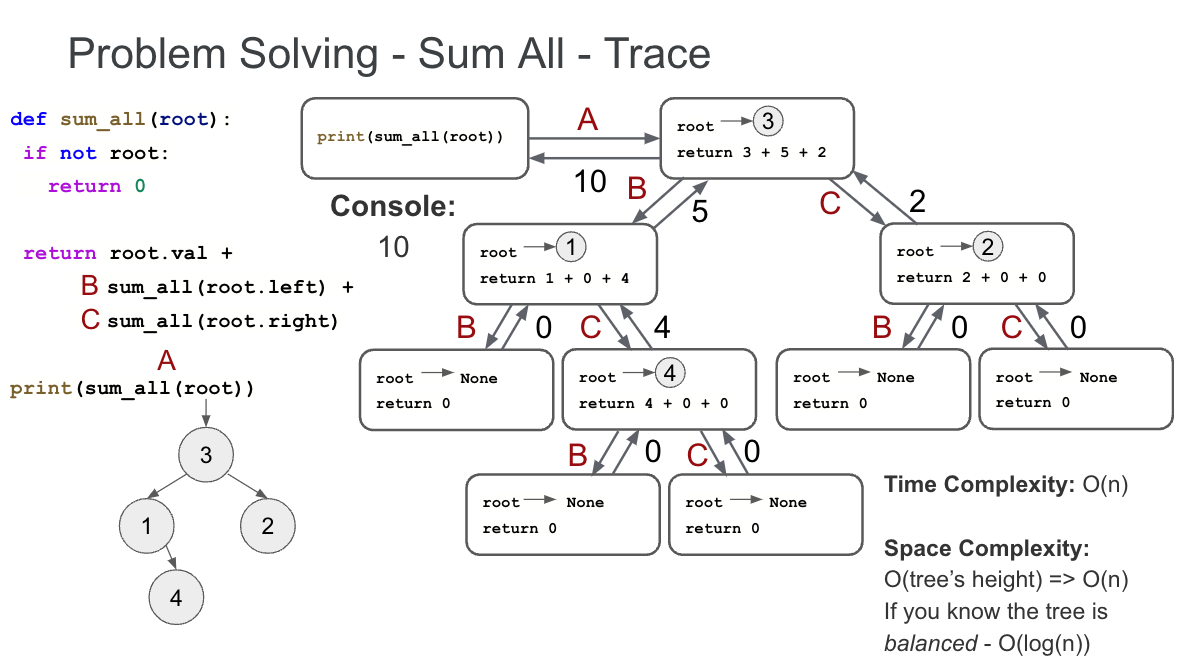 Problem Solving - Sum All - Trace
def sum_all(root):
if not root:
return 0
return root.val +
B sum_all(root.left) +
C sum_all(root.right)
A
print(sum_all(root))
3
1
2
4
print(sum_all(root))
A
10
Console:
10
root 3
return 3 + 5 + 2
B
5
C
2
root 1
return 1 + 0 + 4
root 2
return 2 + 0 + 0
B
0
C
4
B
0
C
0
root None
return 0
root 4
return 4 + 0 + 0
root None
return 0
root None
return 0
B
0
C
0
root None
return 0
root None
return 0
Time Complexity: O(n)
Space Complexity:
O(tree's height) => O(n)
If you know the tree is
balanced - O(log(n))